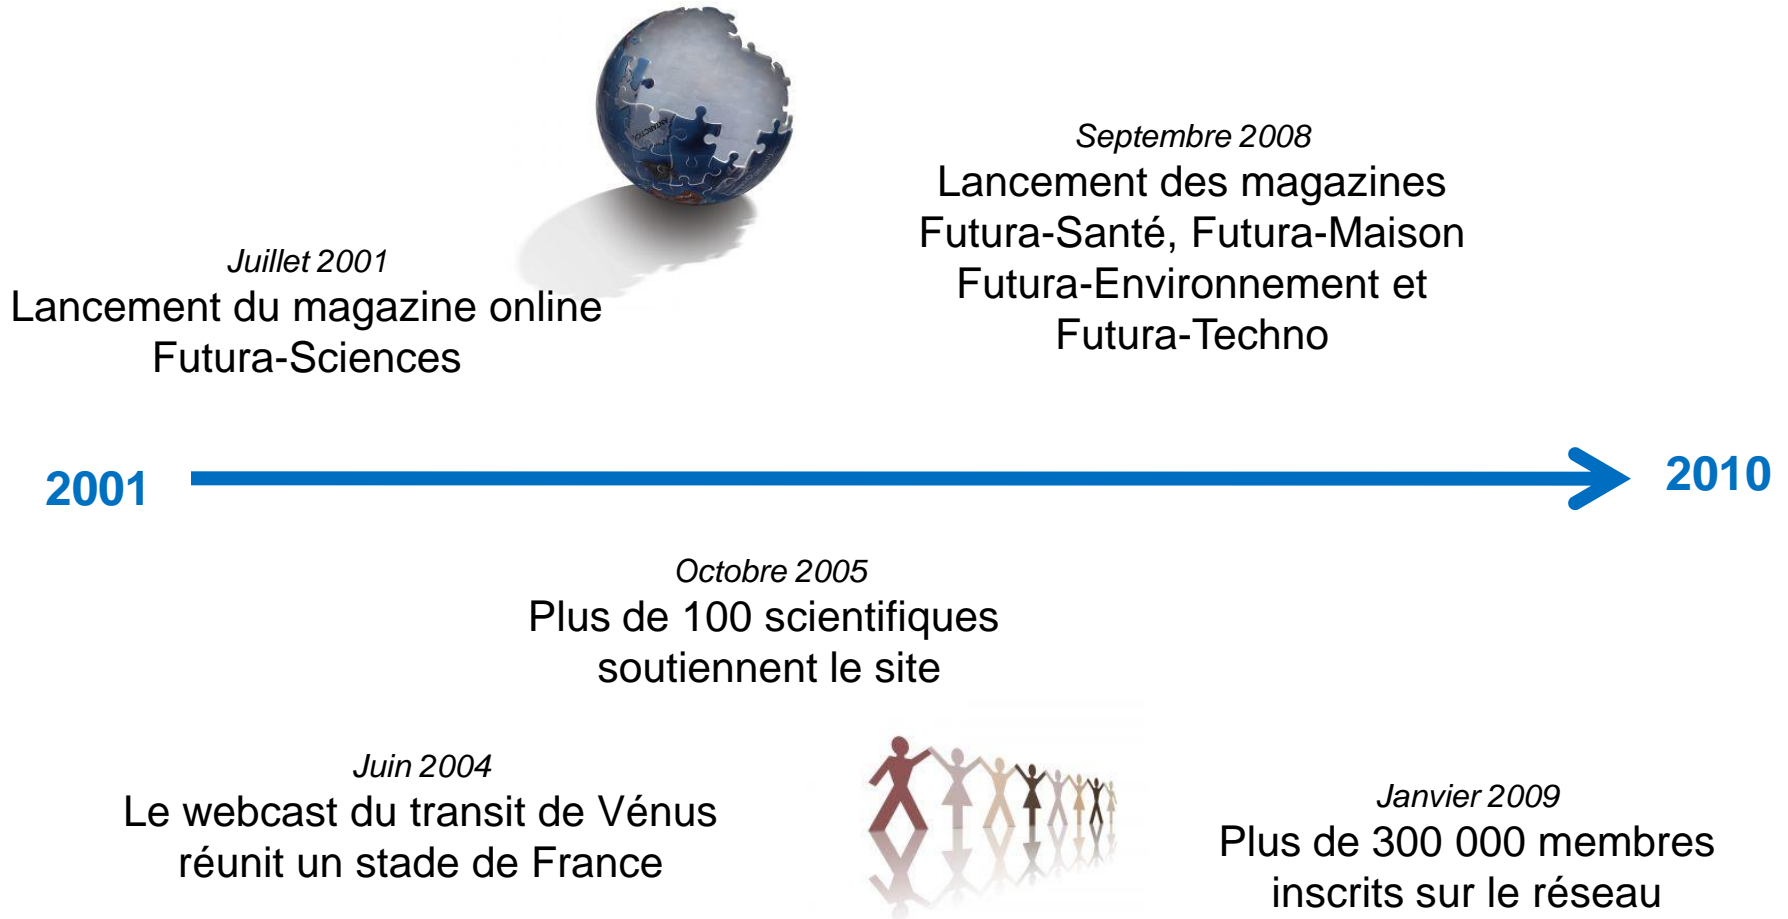 Juillet 2001
Lancement du magazine online
Futura-Sciences
ANTARCTICA
Septembre 2008
Lancement des magazines
Futura-Santé, Futura-Maison
Futura-Environnement et
Futura-Techno
2001
2010
Octobre 2005
Plus de 100 scientifiques
soutiennent le site
Juin 2004
Le webcast du transit de Vénus
réunit un stade de France
Janvier 2009
Plus de 300 000 membres
inscrits sur le réseau